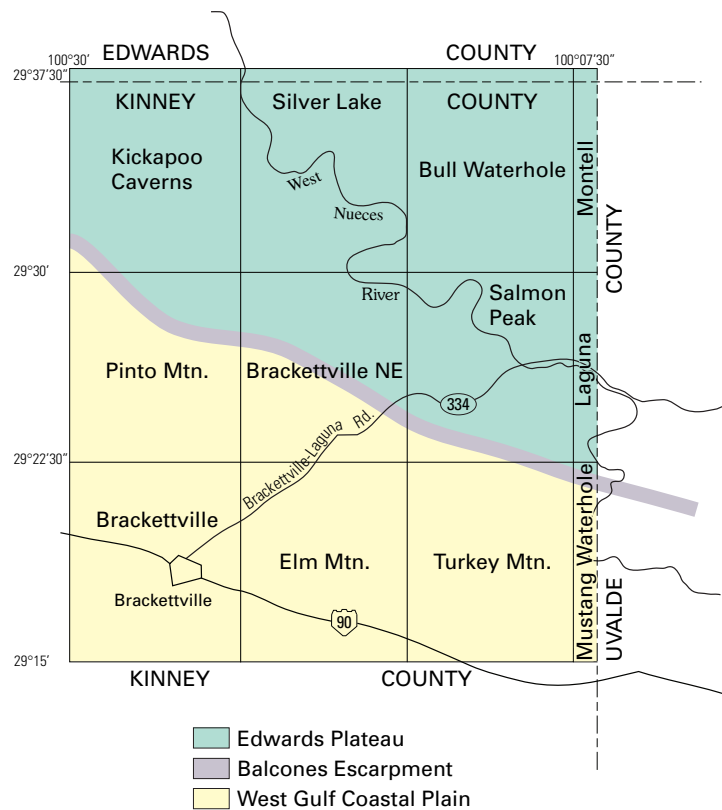 EDWARDS COUNTY
100°30' 100°07'30"
29°37'30"
KINNEY Silver Lake COUNTY
Kickapoo
Caverns
Bull Waterhole
Montell
West
Nueces
River
COUNTY
29°30'
Salmon
Peak
Pinto Mtn. Brackettville NE
Laguna
334
Brackettville-Laguna Rd.
29°22'30"
Brackettville
Elm Mtn. Turkey Mtn.
Mustang Waterhole
UVALDE
Brackettville
90
29°15'
KINNEY COUNTY
Edwards Plateau
Balcones Escarpment
West Gulf Coastal Plain